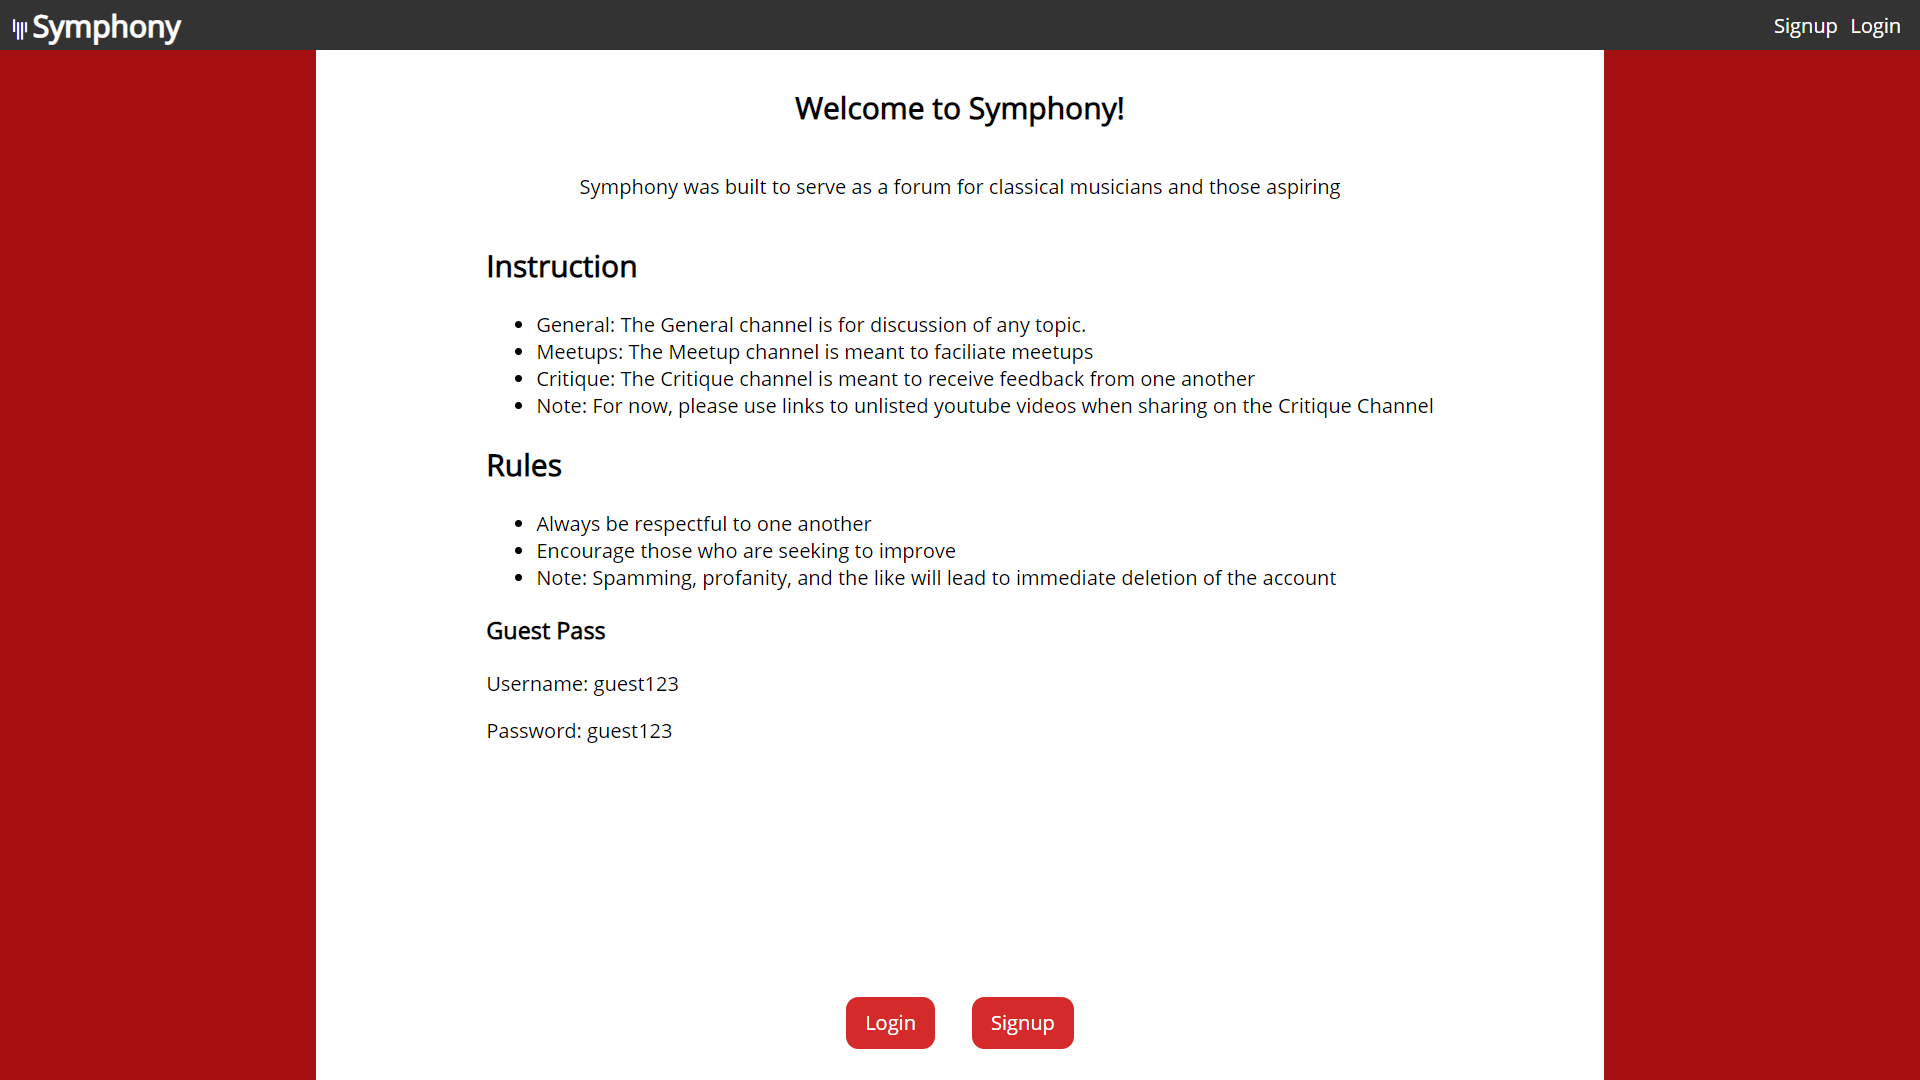 Symphony
Signup Login
Welcome to Symphony!
Symphony was built to serve as a forum for classical musicians and those aspiring
Instruction
General: The General channel is for discussion of any topic.
Meetups: The Meetup channel is meant to faciliate meetups
Critique: The Critique channel is meant to receive feedback from one another
Note: For now, please use links to unlisted youtube videos when sharing on the Critique Channel
Rules
Always be respectful to one another
Encourage those who are seeking to improve
Note: Spamming, profanity, and the like will lead to immediate deletion of the account
Guest Pass
Username: guest123
Password: guest123
Login Signup